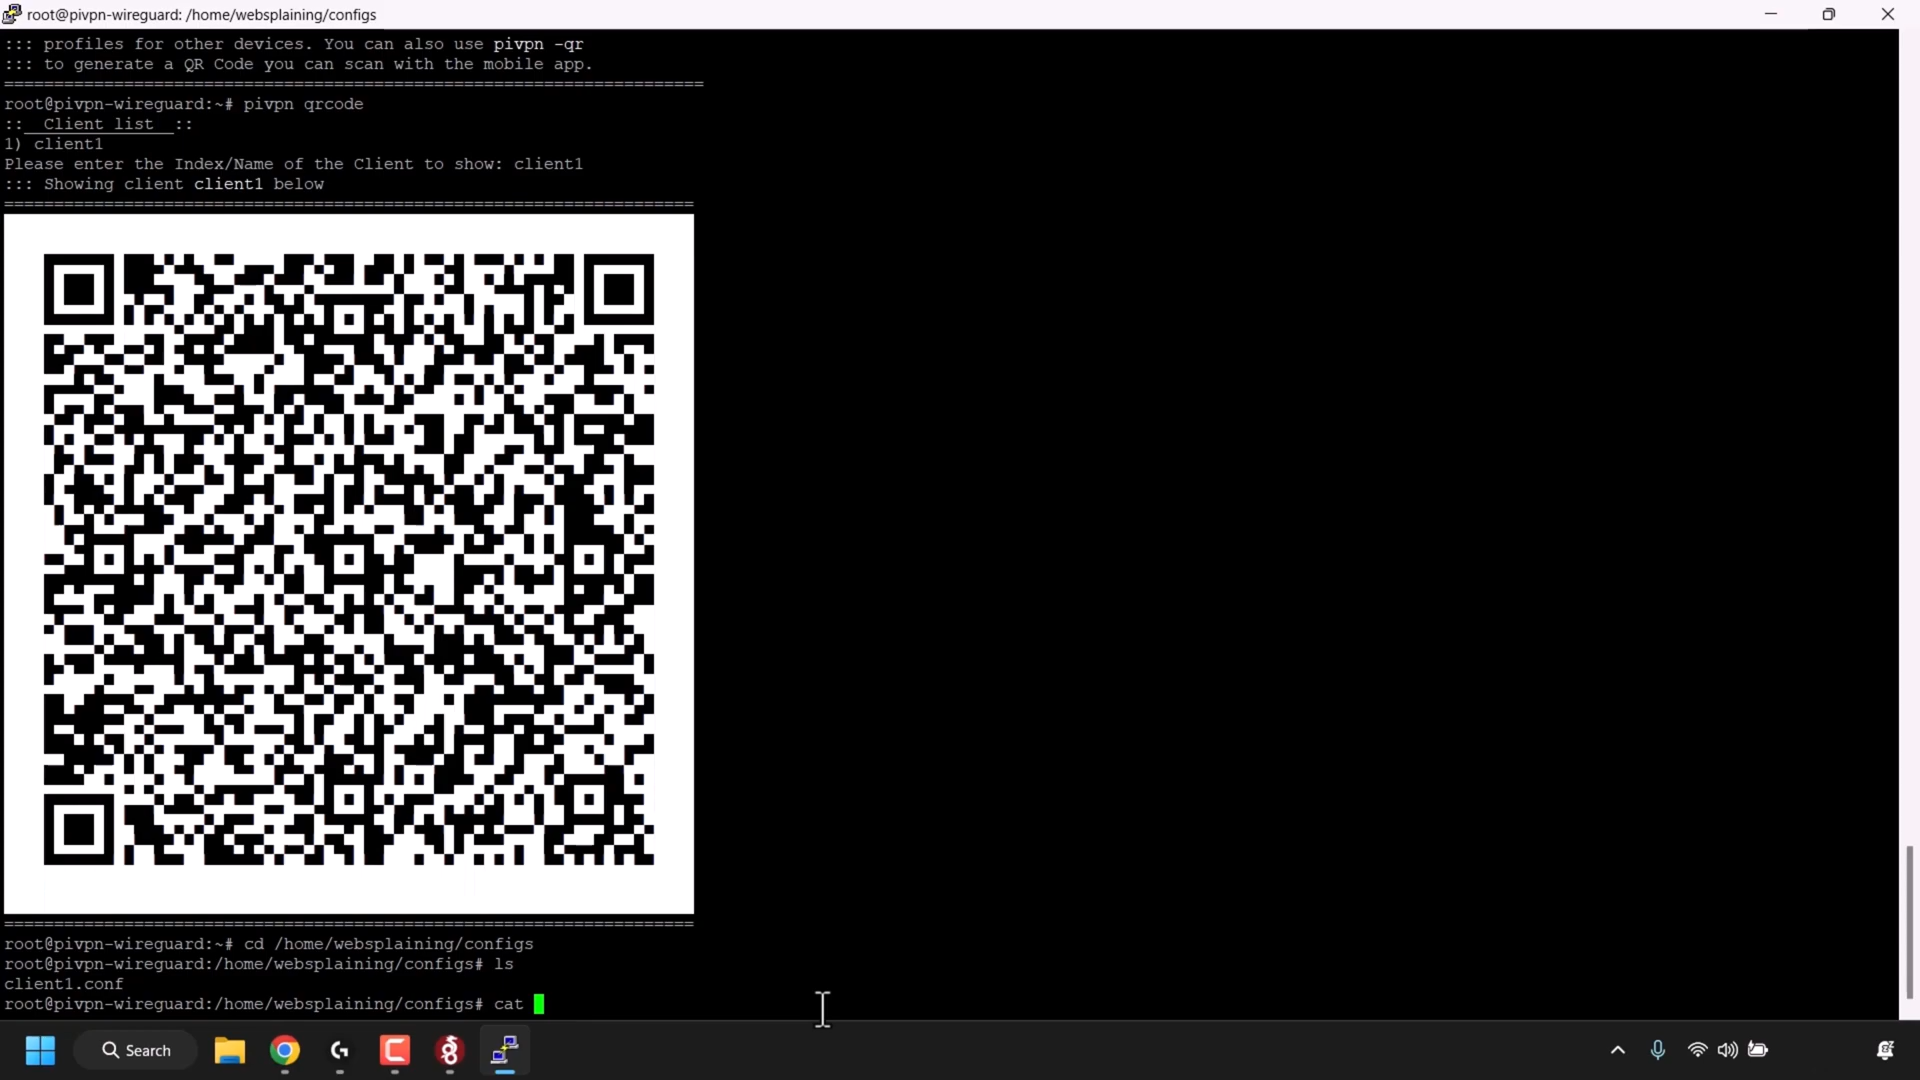 root@pivpn-wireguard: /home/websplaining/configs
::: profiles for other devices. You can also use pivpn -qr
::: to generate a QR Code you can scan with the mobile app.
======================================================================
root@pivpn-wireguard:~# pivpn qrcode
::  Client list  ::
1) client1
Please enter the Index/Name of the Client to show: client1
::: Showing client client1 below
=====================================================================
=====================================================================
root@pivpn-wireguard:~# cd /home/websplaining/configs
root@pivpn-wireguard:/home/websplaining/configs# ls
client1.conf
root@pivpn-wireguard:/home/websplaining/configs# cat
Search